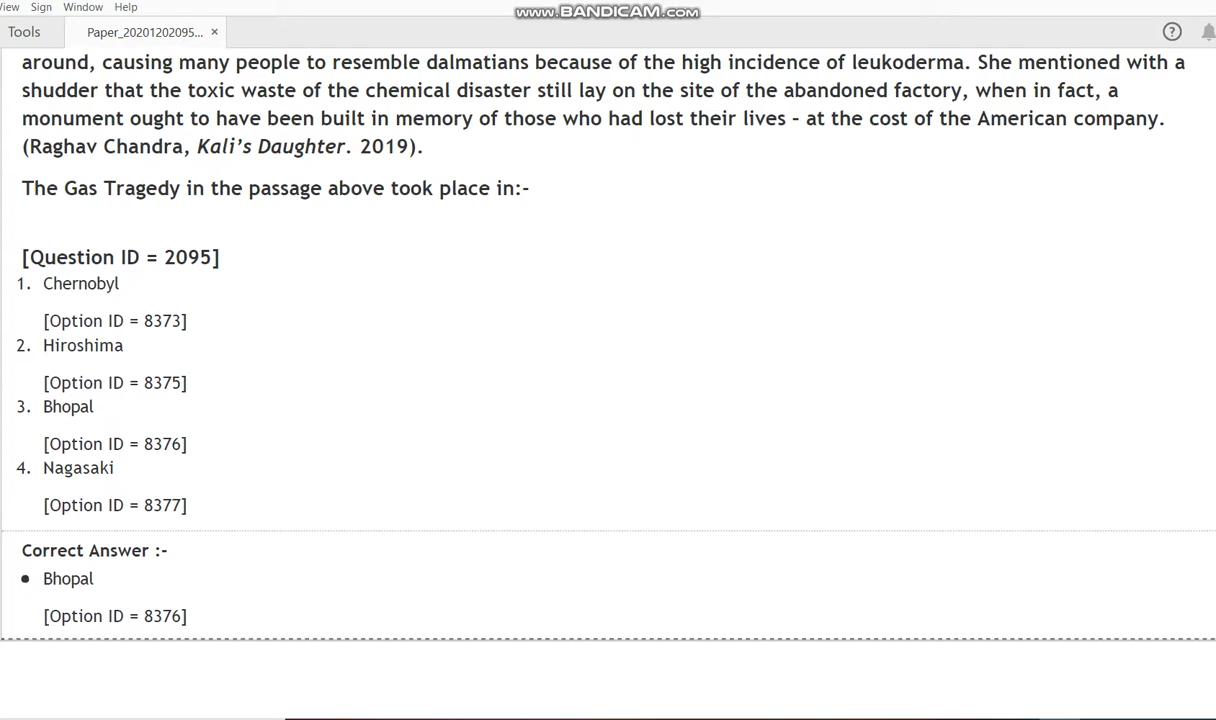 View Sign Window Help
www.BANDICAM.com
Tools Paper_20201202095... ×
around, causing many people to resemble dalmatians because of the high incidence of leukoderma. She mentioned with a
shudder that the toxic waste of the chemical disaster still lay on the site of the abandoned factory, when in fact, a
monument ought to have been built in memory of those who had lost their lives – at the cost of the American company.
(Raghav Chandra, Kali’s Daughter. 2019).
The Gas Tragedy in the passage above took place in:-
[Question ID = 2095]
1. Chernobyl
[Option ID = 8373]
2. Hiroshima
[Option ID = 8375]
3. Bhopal
[Option ID = 8376]
4. Nagasaki
[Option ID = 8377]
Correct Answer :-
• Bhopal
[Option ID = 8376]